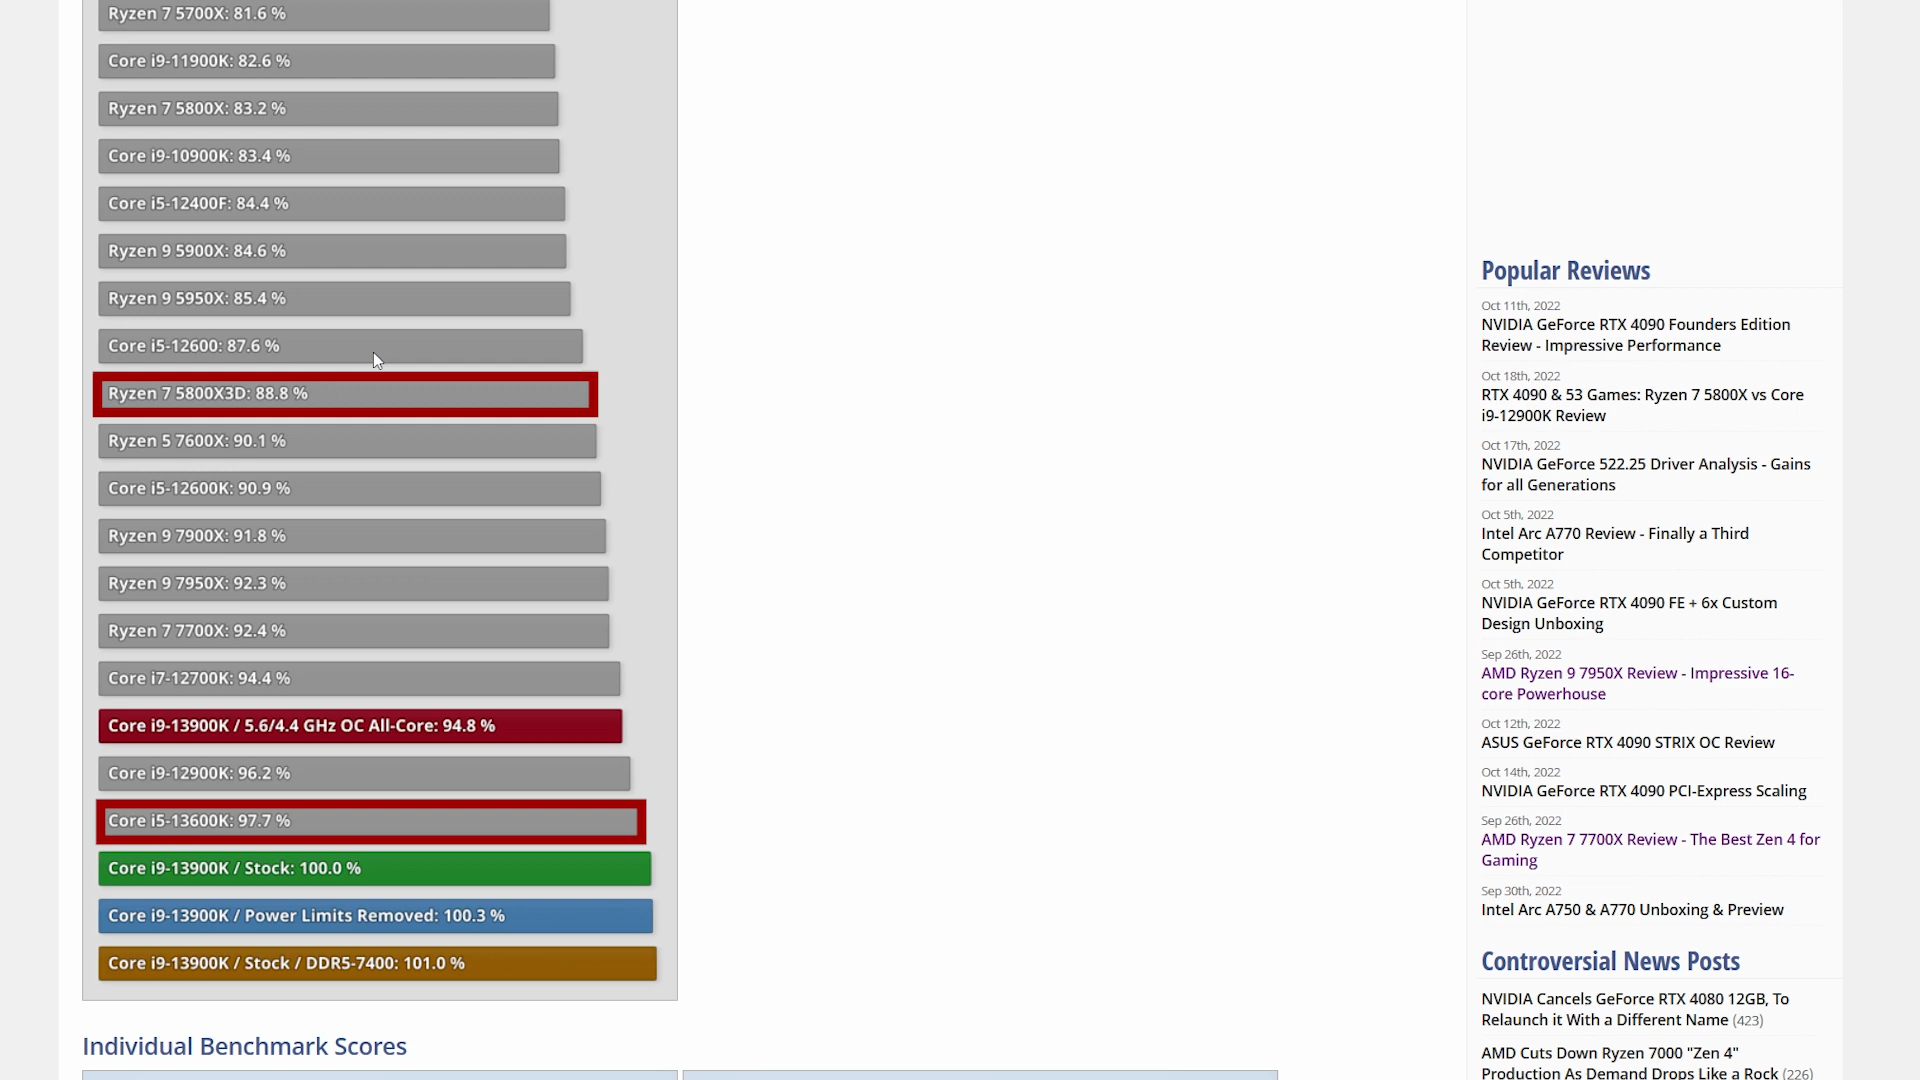 Ryzen 7 5700X: 81.6 %
Core i9-11900K: 82.6 %
Ryzen 7 5800X: 83.2 %
Core i9-10900K: 83.4 %
Core i5-12400F: 84.4 %
Ryzen 9 5900X: 84.6 %
Ryzen 9 5950X: 85.4 %
Core i5-12600: 87.6 %
Ryzen 7 5800X3D: 88.8 %
Ryzen 5 7600X: 90.1 %
Core i5-12600K: 90.9 %
Ryzen 9 7900X: 91.8 %
Ryzen 9 7950X: 92.3 %
Ryzen 7 7700X: 92.4 %
Core i7-12700K: 94.4 %
Core i9-13900K / 5.6/4.4 GHz OC All-Core: 94.8 %
Core i9-12900K: 96.2 %
Core i5-13600K: 97.7 %
Core i9-13900K / Stock: 100.0 %
Core i9-13900K / Power Limits Removed: 100.3 %
Core i9-13900K / Stock / DDR5-7400: 101.0 %
Individual Benchmark Scores
Popular Reviews
Oct 11th, 2022
NVIDIA GeForce RTX 4090 Founders Edition
Review - Impressive Performance
Oct 18th, 2022
RTX 4090 & 53 Games: Ryzen 7 5800X vs Core
i9-12900K Review
Oct 17th, 2022
NVIDIA GeForce 522.25 Driver Analysis - Gains
for all Generations
Oct 5th, 2022
Intel Arc A770 Review - Finally a Third
Competitor
Oct 5th, 2022
NVIDIA GeForce RTX 4090 FE + 6x Custom
Design Unboxing
Sep 26th, 2022
AMD Ryzen 9 7950X Review - Impressive 16-
core Powerhouse
Oct 12th, 2022
ASUS GeForce RTX 4090 STRIX OC Review
Oct 14th, 2022
NVIDIA GeForce RTX 4090 PCI-Express Scaling
Sep 26th, 2022
AMD Ryzen 7 7700X Review - The Best Zen 4 for
Gaming
Sep 30th, 2022
Intel Arc A750 & A770 Unboxing & Preview
Controversial News Posts
NVIDIA Cancels GeForce RTX 4080 12GB, To
Relaunch it With a Different Name (423)
AMD Cuts Down Ryzen 7000 "Zen 4"
Production As Demand Drops Like a Rock (226)